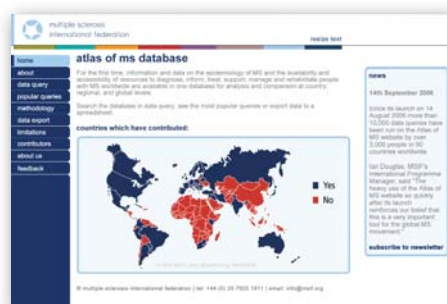 multiple sclerosis
international federation
resize text
home
about
data query
popular queries
methodology
data export
limitations
contributors
about us
feedback
atlas of ms database
For the first time, information and data on the epidemiology of MS and the availability and
accessibility of resources to diagnose, inform, treat, support, manage and rehabilitate people
with MS worldwide are available in one database for analysis and comparison at country,
regional, and global levels.
Search the database in data query, see the most popular queries or export data to a
spreadsheet.
countries which have contributed:
Yes
No
news
14th September 2006
Since its launch on 14
August 2006 more than
10,000 data queries have
been run on the Atlas of
MS website by over
3,000 people in 90
countries worldwide.
Ian Douglas, MSIF's
International Programme
Manager, said "The
heavy use of the Atlas of
MS website so quickly
after its launch
reinforces our belief that
this is a very important
tool for the global MS
movement."
subscribe to newsletter
© multiple sclerosis international federation | tel: +44 (0) 20 7620 1911 | email: info@msif.org